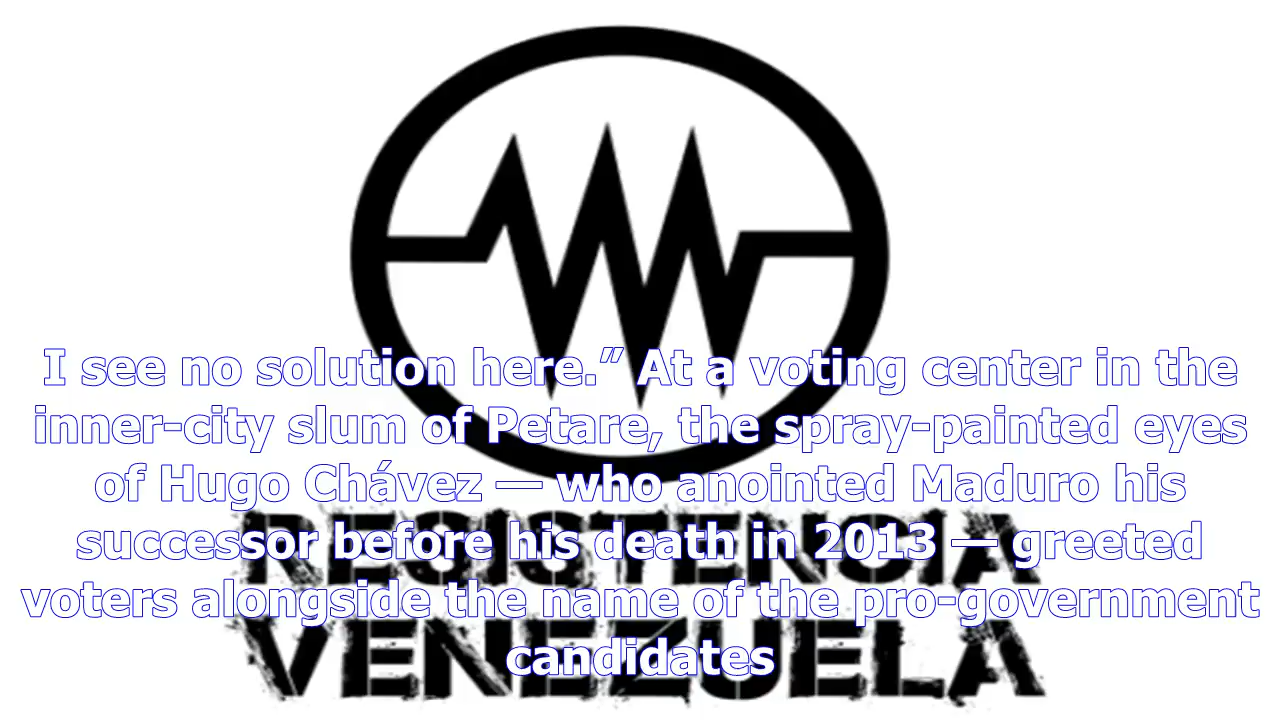 I see no solution here.” At a voting center in the
inner-city slum of Petare, the spray-painted eyes
of Hugo Chávez — who anointed Maduro his
successor before his death in 2013 — greeted
voters alongside the name of the pro-government
candidates
RESISTENCIA
VENEZUELA